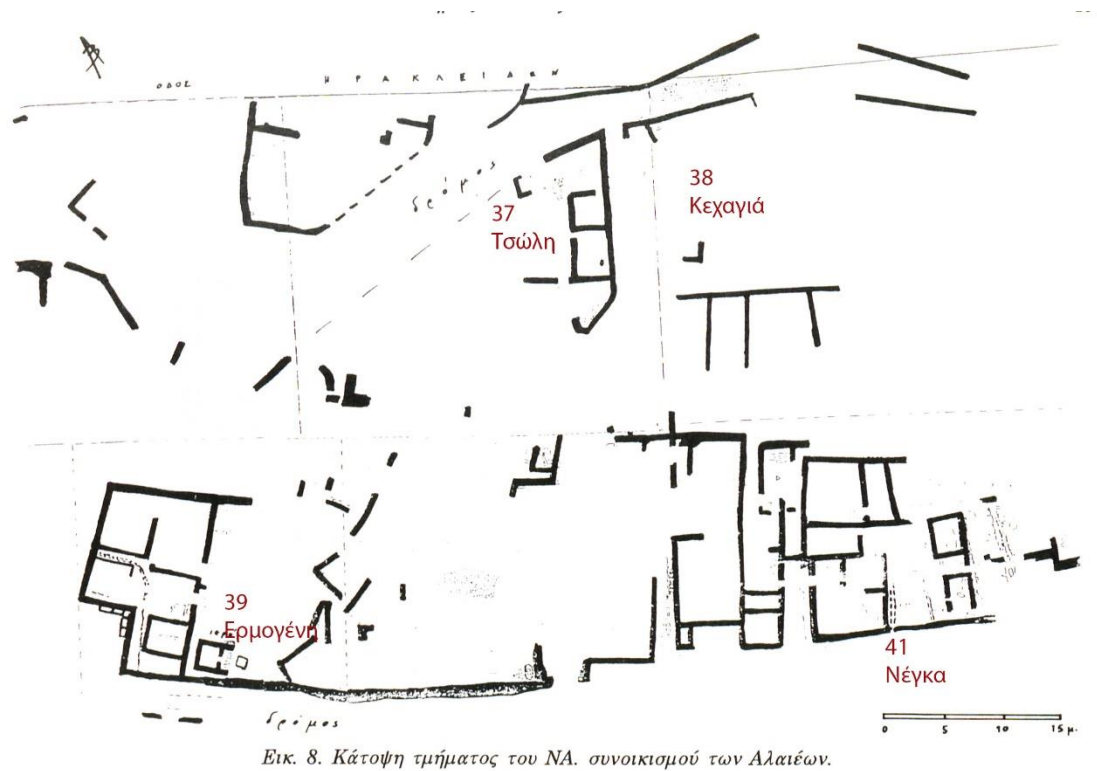 ΟΔΟΣ ΗΡΑΚΛΕΙΔΩΝ
δρόμος
37
Τσώλη
38
Κεχαγιά
39
Ερμογένη
41
Νέγκα
δρόμος
0 5 10 15 μ.
Εικ. 8. Κάτοψη τμήματος του ΝΑ. συνοικισμού των Αλαιέων.